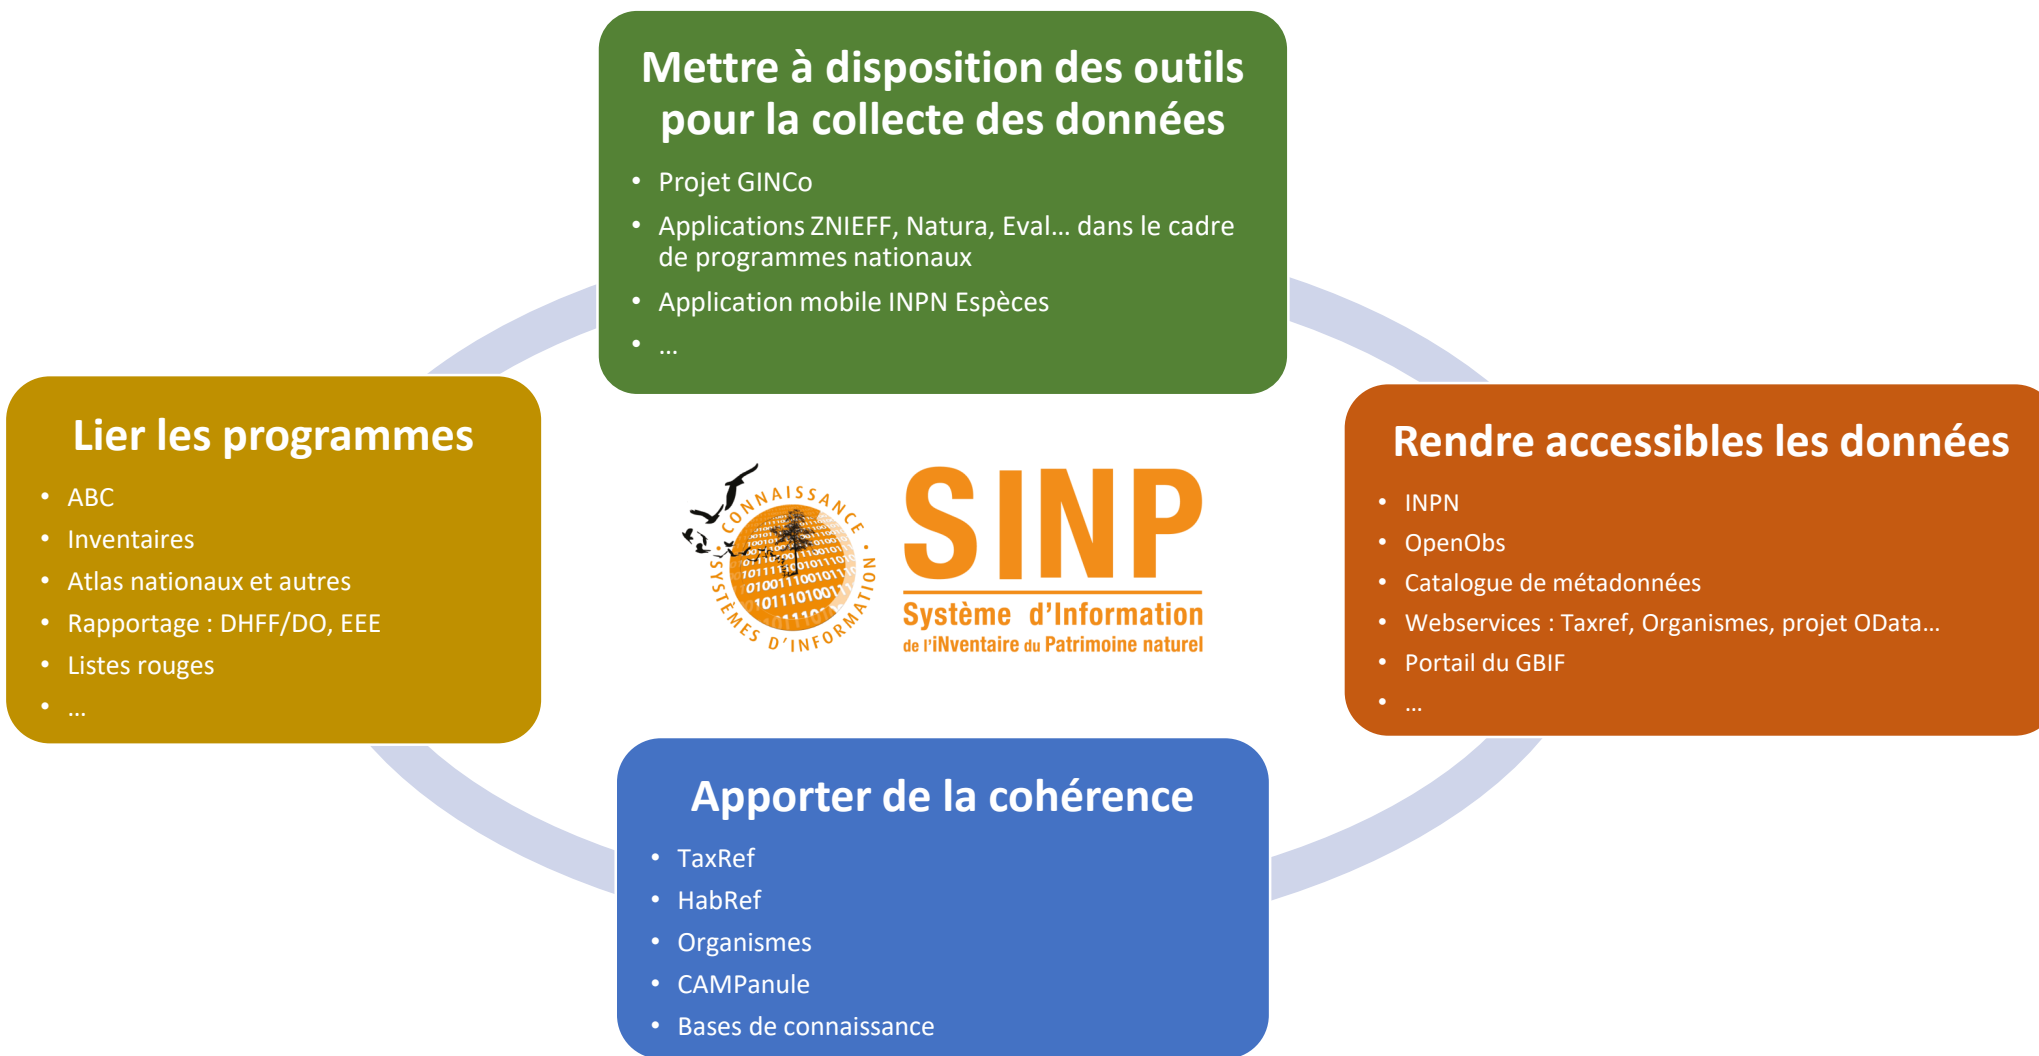 Mettre à disposition des outils
pour la collecte des données
• Projet GINCo
• Applications ZNIEFF, Natura, Eval... dans le cadre
de programmes nationaux
• Application mobile INPN Espèces
• ...
Lier les programmes
• ABC
• Inventaires
• Atlas nationaux et autres
• Rapportage : DHFF/DO, EEE
• Listes rouges
• ...
CONNAISSANCE • SYSTÈMES D'INFORMATION •
SINP
Système d'Information
de l'iNventaire du Patrimoine naturel
Rendre accessibles les données
• INPN
• OpenObs
• Catalogue de métadonnées
• Webservices : Taxref, Organismes, projet OData...
• Portail du GBIF
• ...
Apporter de la cohérence
• TaxRef
• HabRef
• Organismes
• CAMPanule
• Bases de connaissance